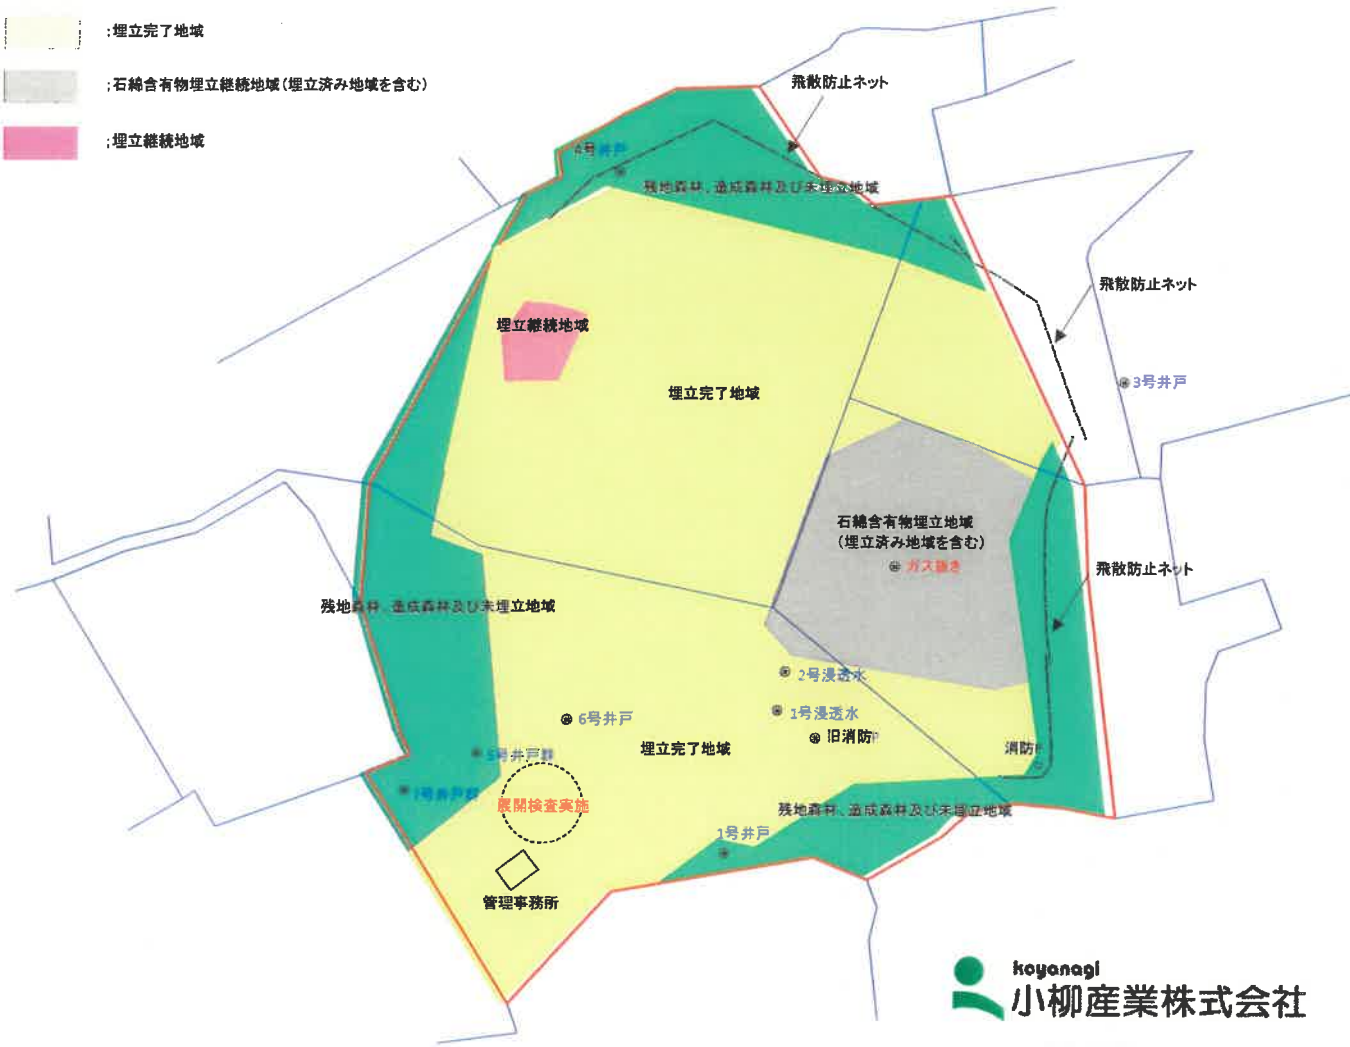 ;埋立完了地域
;石綿含有物埋立継続地域(埋立済み地域を含む)
;埋立継続地域
飛散防止ネット
4号井戸
残地森林、造成森林及び未埋立地域
飛散防止ネット
埋立継続地域
3号井戸
埋立完了地域
石綿含有物埋立地域
(埋立済み地域を含む)
ガス抜き
飛散防止ネット
残地森林、造成森林及び未埋立地域
2号浸透水
1号浸透水
6号井戸
旧消防
埋立完了地域
消防
5号井戸群
7号井戸群
展開検査実施
残地森林、造成森林及び未埋立地域
1号井戸
管理事務所
koyanagi
小柳産業株式会社